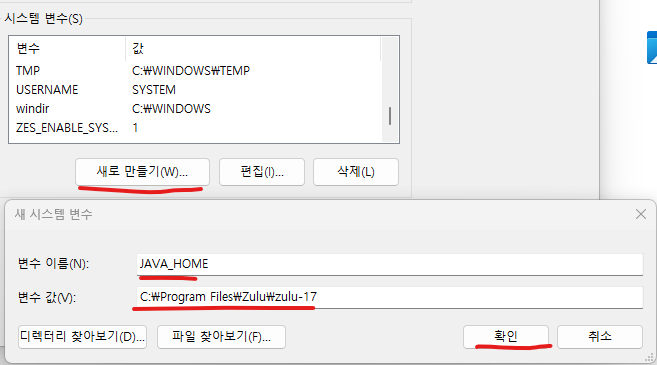 시스템 변수(S)
변수 값
TMP C:₩WINDOWS₩TEMP
USERNAME SYSTEM
windir C:₩WINDOWS
ZES_ENABLE_SYS... 1
새로 만들기(W)... 편집(I)... 삭제(L)
새 시스템 변수
변수 이름(N): JAVA_HOME
변수 값(V): C:₩Program Files₩Zulu₩zulu-17
디렉터리 찾아보기(D)... 파일 찾아보기(F)... 확인 취소